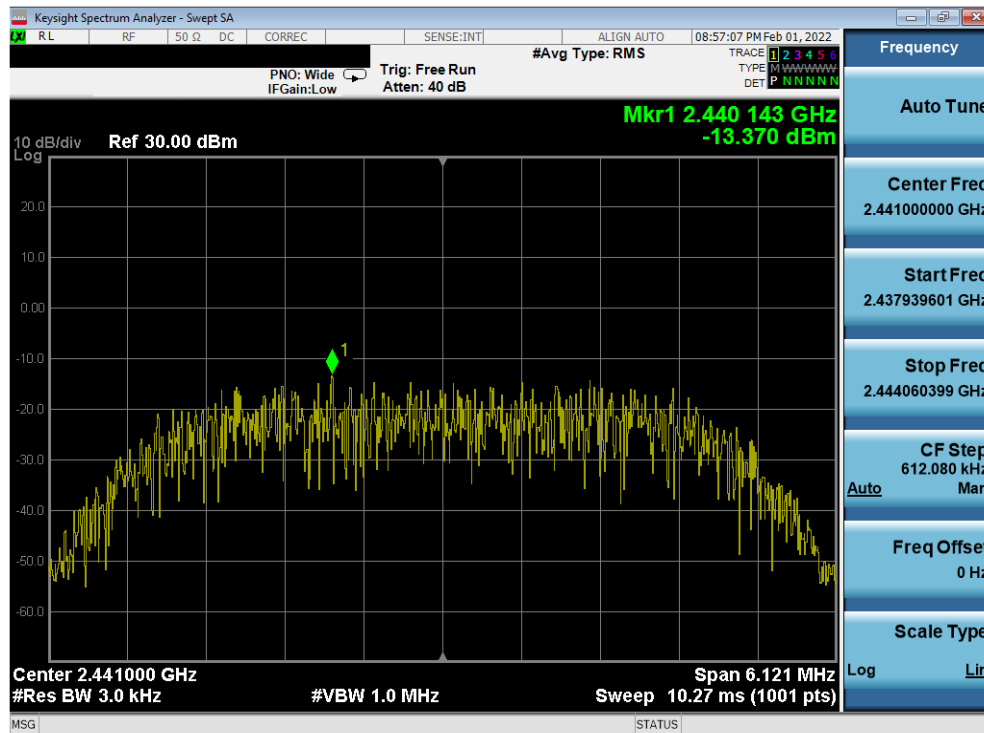 Keysight Spectrum Analyzer - Swept SA
LXI RL RF 50 Ω DC CORREC SENSE:INT ALIGN AUTO 08:57:07 PM Feb 01, 2022
#Avg Type: RMS TRACE 1 2 3 4 5 6
PNO: Wide Trig: Free Run TYPE M W W W W W
IFGain:Low Atten: 40 dB DET P N N N N N
Mkr1 2.440 143 GHz
-13.370 dBm
10 dB/div Ref 30.00 dBm
Log
20.0
10.0
0.00
-10.0
-20.0
-30.0
-40.0
-50.0
-60.0
1
Center 2.441000 GHz Span 6.121 MHz
#Res BW 3.0 kHz #VBW 1.0 MHz Sweep 10.27 ms (1001 pts)
MSG STATUS
Frequency
Auto Tune
Center Freq
2.441000000 GHz
Start Freq
2.437939601 GHz
Stop Freq
2.444060399 GHz
CF Step
612.080 kHz
Auto Man
Freq Offset
0 Hz
Scale Type
Log Lin